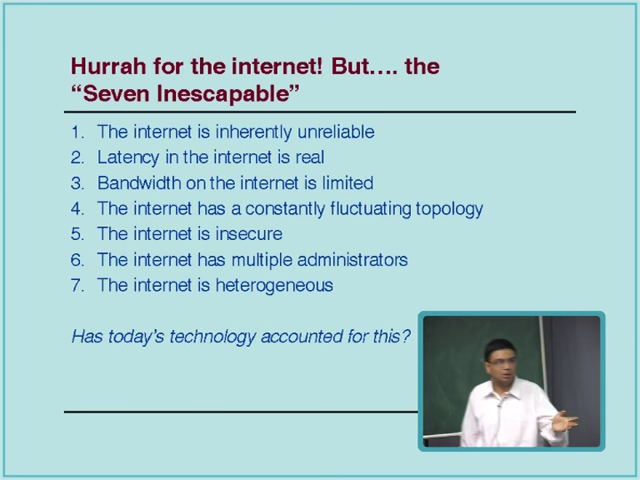 Hurrah for the internet! But…. the
“Seven Inescapable”
1. The internet is inherently unreliable
2. Latency in the internet is real
3. Bandwidth on the internet is limited
4. The internet has a constantly fluctuating topology
5. The internet is insecure
6. The internet has multiple administrators
7. The internet is heterogeneous
Has today’s technology accounted for this?